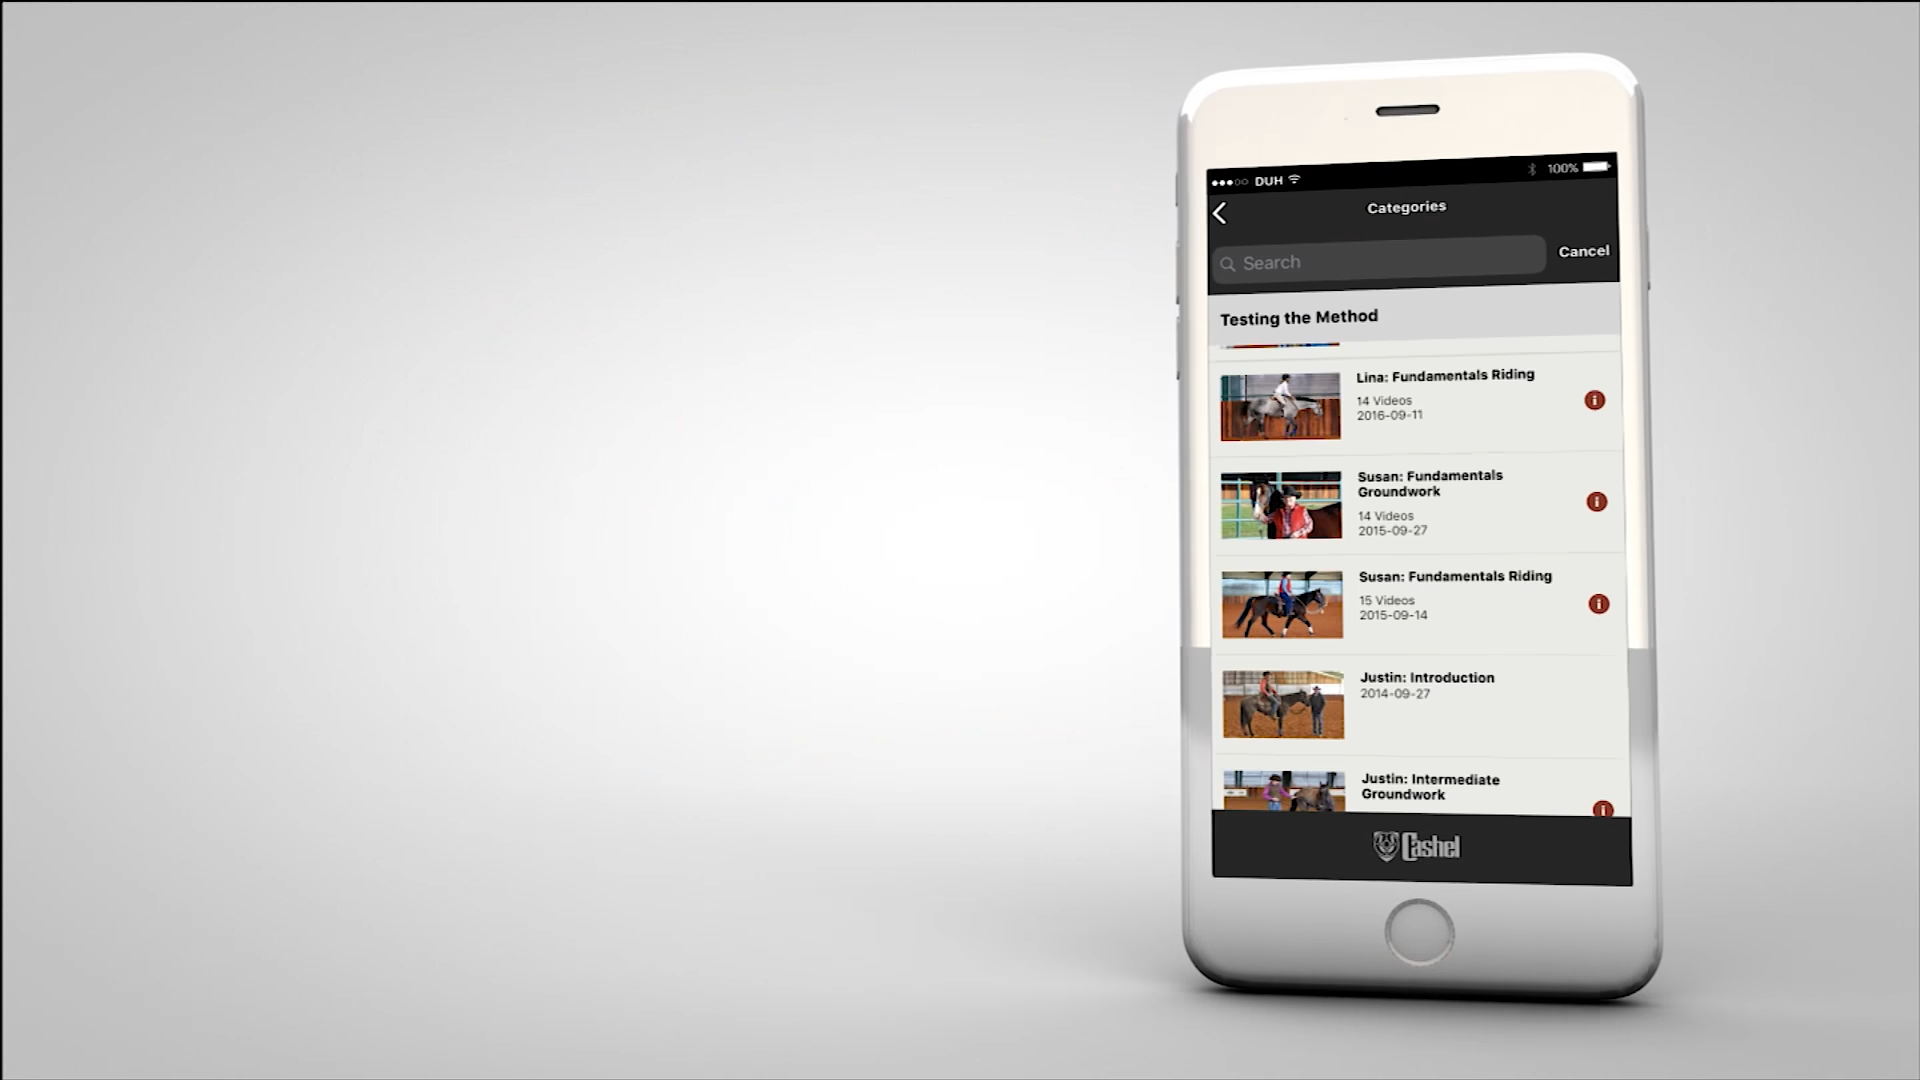 DUH
100%
Categories
Search
Cancel
Testing the Method
Lina: Fundamentals Riding
14 Videos
2016-09-11
Susan: Fundamentals
Groundwork
14 Videos
2015-09-27
Susan: Fundamentals Riding
15 Videos
2015-09-14
Justin: Introduction
2014-09-27
Justin: Intermediate
Groundwork
Cashel